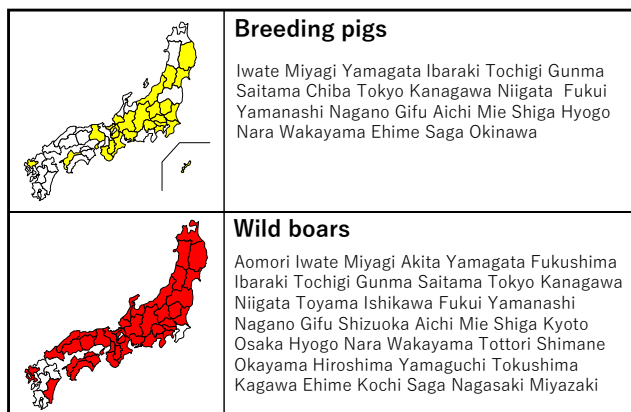 Breeding pigs
Iwate Miyagi Yamagata Ibaraki Tochigi Gunma
Saitama Chiba Tokyo Kanagawa Niigata  Fukui
Yamanashi Nagano Gifu Aichi Mie Shiga Hyogo
Nara Wakayama Ehime Saga Okinawa
Wild boars
Aomori Iwate Miyagi Akita Yamagata Fukushima
Ibaraki Tochigi Gunma Saitama Tokyo Kanagawa
Niigata Toyama Ishikawa Fukui Yamanashi
Nagano Gifu Shizuoka Aichi Mie Shiga Kyoto
Osaka Hyogo Nara Wakayama Tottori Shimane
Okayama Hiroshima Yamaguchi Tokushima
Kagawa Ehime Kochi Saga Nagasaki Miyazaki